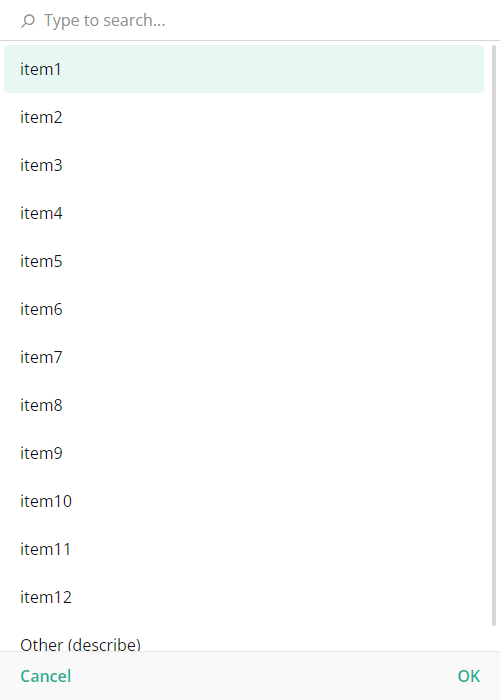 Type to search...
item1
item2
item3
item4
item5
item6
item7
item8
item9
item10
item11
item12
Other (describe)
Cancel
OK